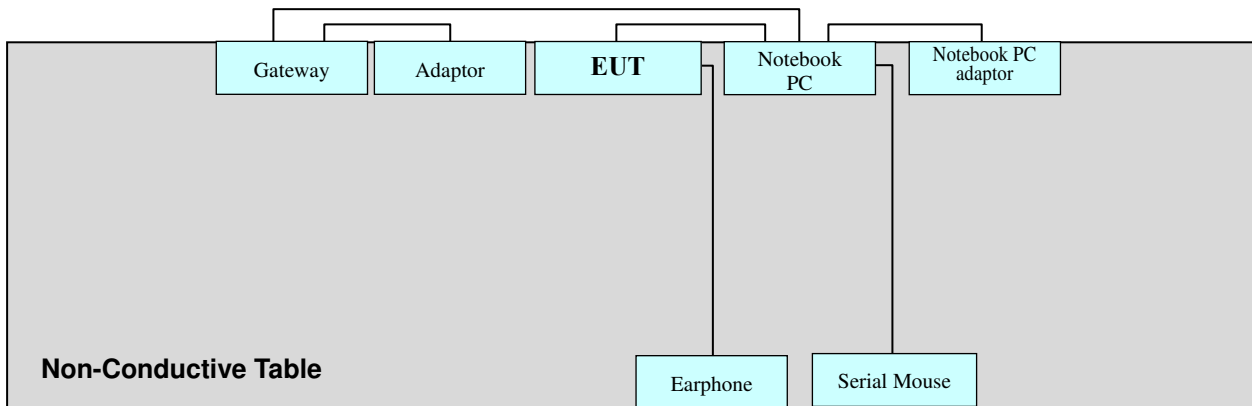 Gateway
Adaptor
EUT
Notebook
PC
Notebook PC
adaptor
Non-Conductive Table
Earphone
Serial Mouse